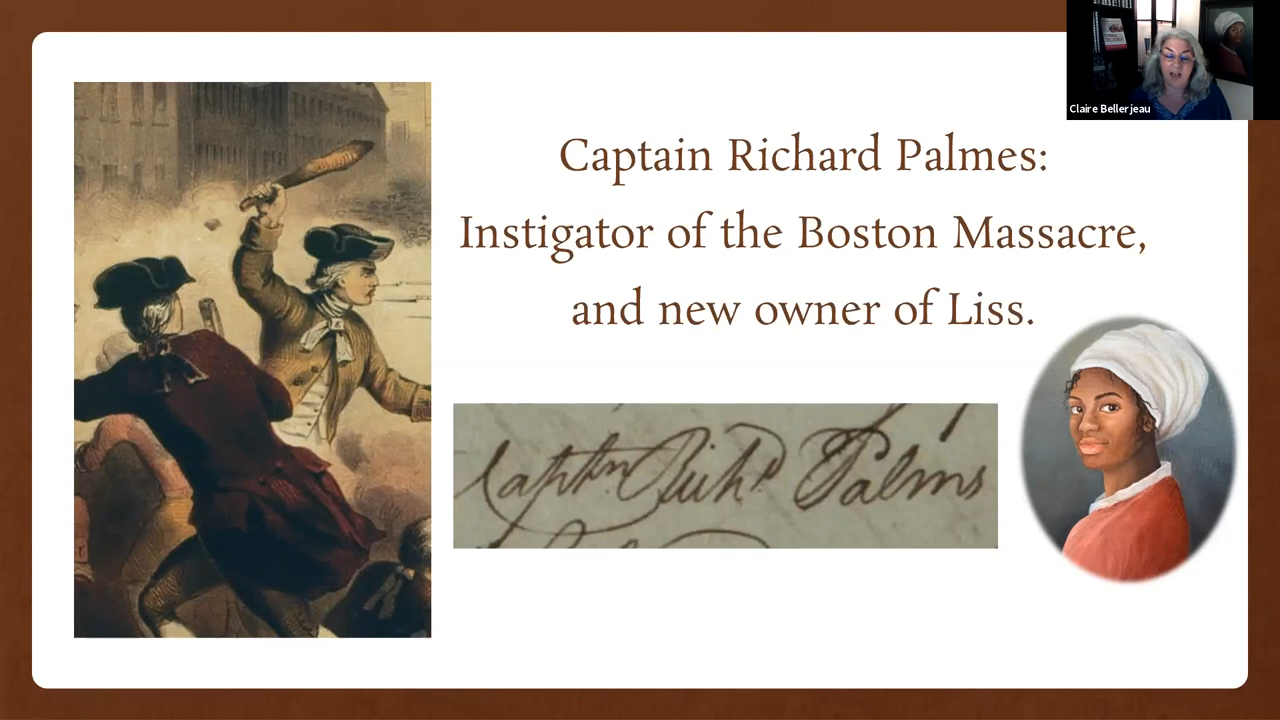 Claire Bellerjeau
Captain Richard Palmes:
Instigator of the Boston Massacre,
and new owner of Liss.
Captn Richd Palms